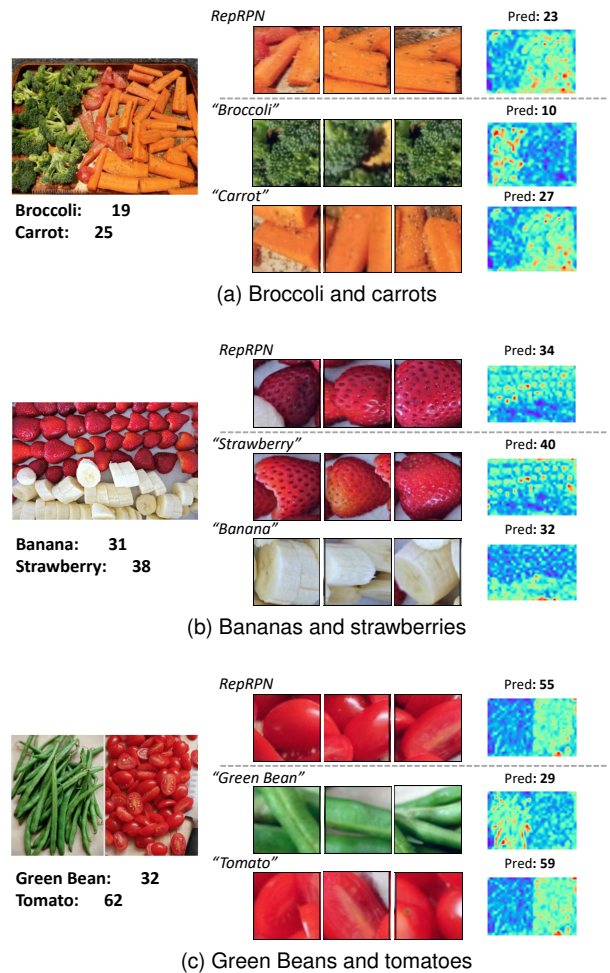 RepRPN
Pred: 23
"Broccoli"
Pred: 10
"Carrot"
Pred: 27
Broccoli: 19
Carrot: 25
(a) Broccoli and carrots
RepRPN
Pred: 34
"Strawberry"
Pred: 40
"Banana"
Pred: 32
Banana: 31
Strawberry: 38
(b) Bananas and strawberries
RepRPN
Pred: 55
"Green Bean"
Pred: 29
"Tomato"
Pred: 59
Green Bean: 32
Tomato: 62
(c) Green Beans and tomatoes